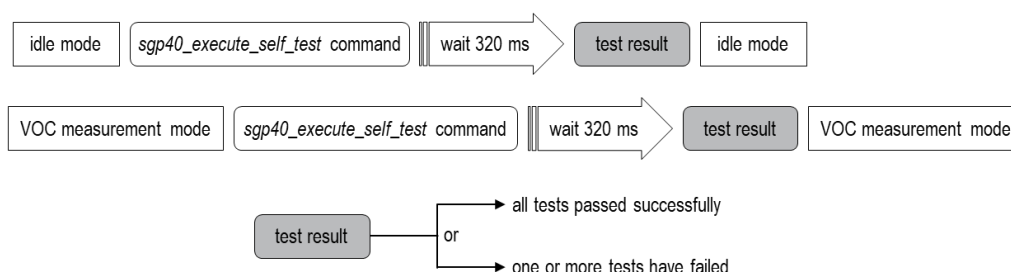 idle mode sgp40_execute_self_test command wait 320 ms test result idle mode
VOC measurement mode sgp40_execute_self_test command wait 320 ms test result VOC measurement mode
all tests passed successfully
test result or
one or more tests have failed